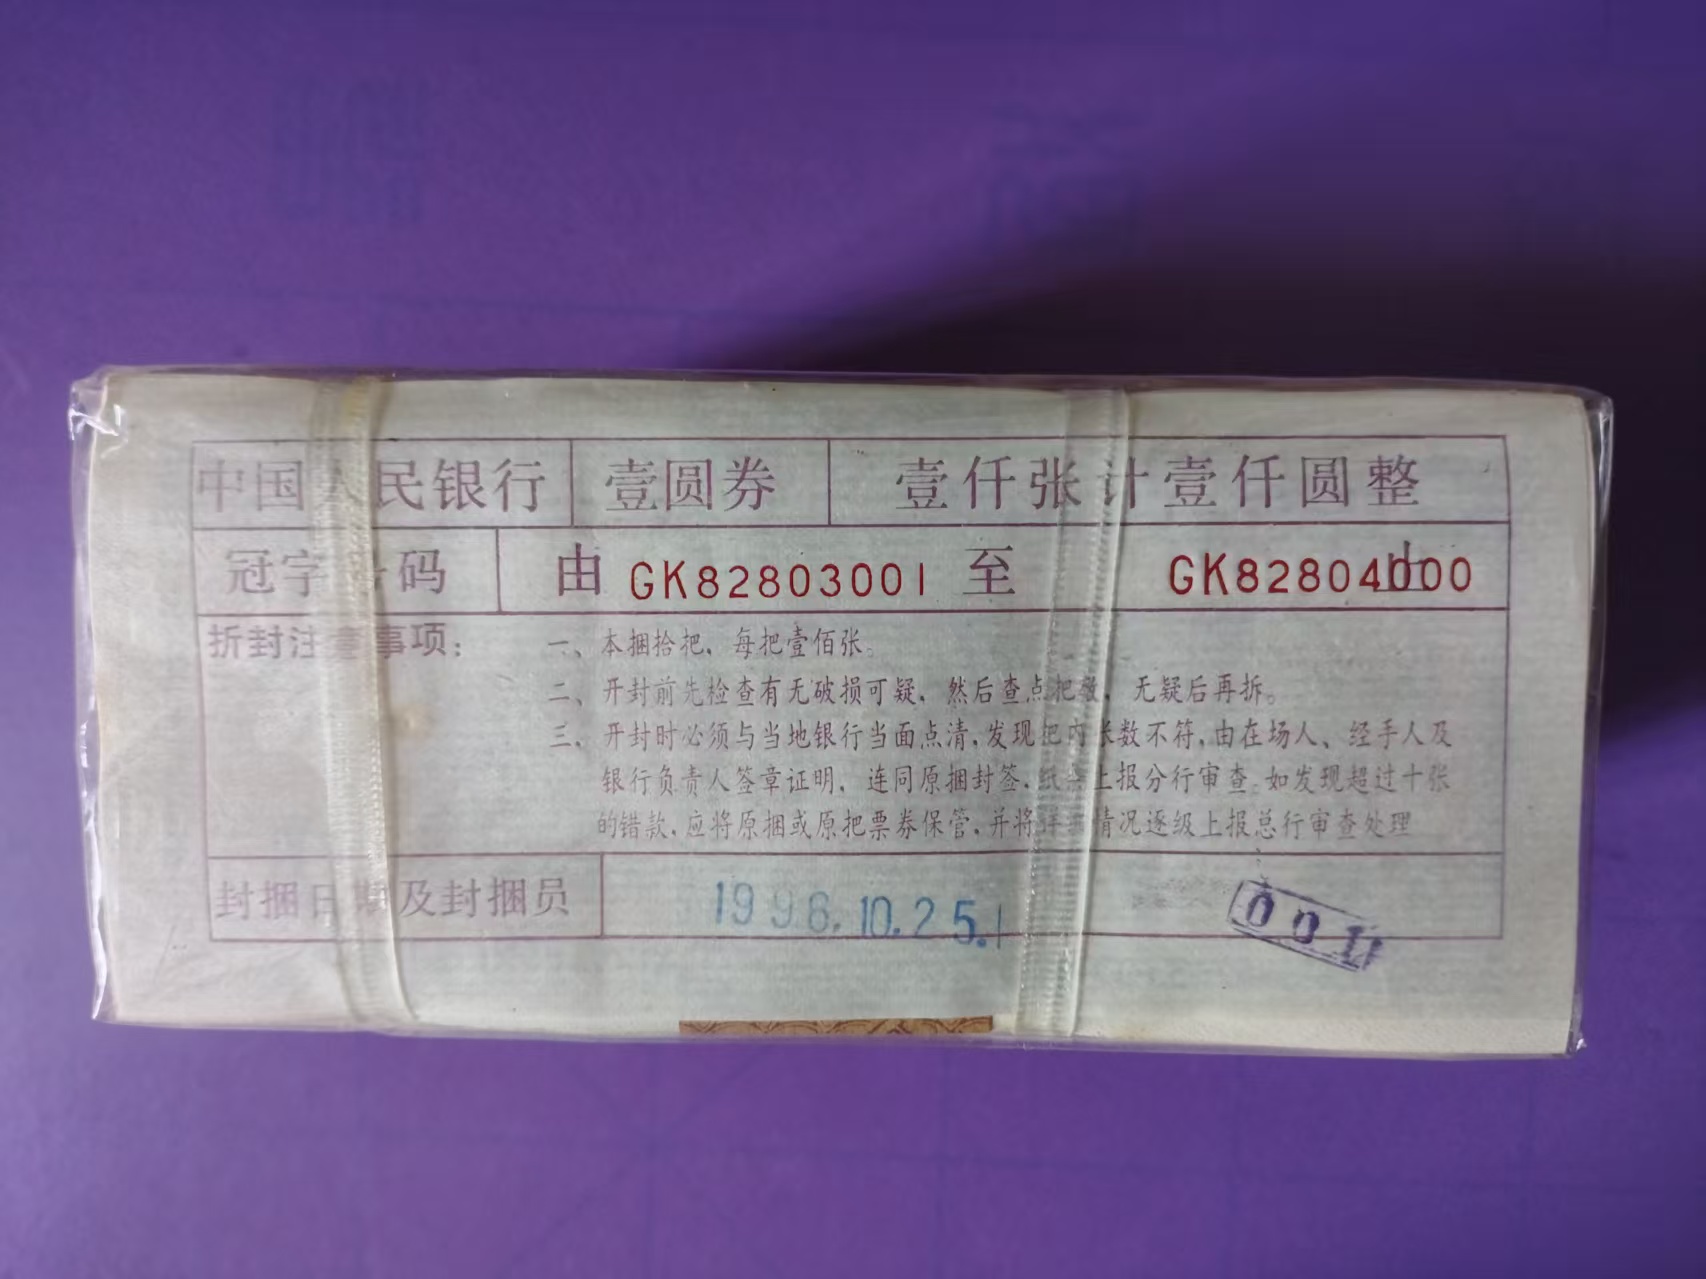 中国人民银行 壹圆券 壹仟张计壹仟圆整
冠字号码 由 GK82803001 至 GK82804000 止
折封注意事项： 一、本捆拾把，每把壹佰张。
二、开封前先检查有无破损可疑，然后查点把数，无疑后再拆。
三、开封时必须与当地银行当面点清，发现把内张数不符，由在场人、经手人及
银行负责人签章证明，连同原捆封签，纸条上报分行审查。如发现超过十张
的错款，应将原捆或原把票券保管，并将详细情况逐级上报总行审查处理
封捆日期及封捆员 1996.10.25.1
001